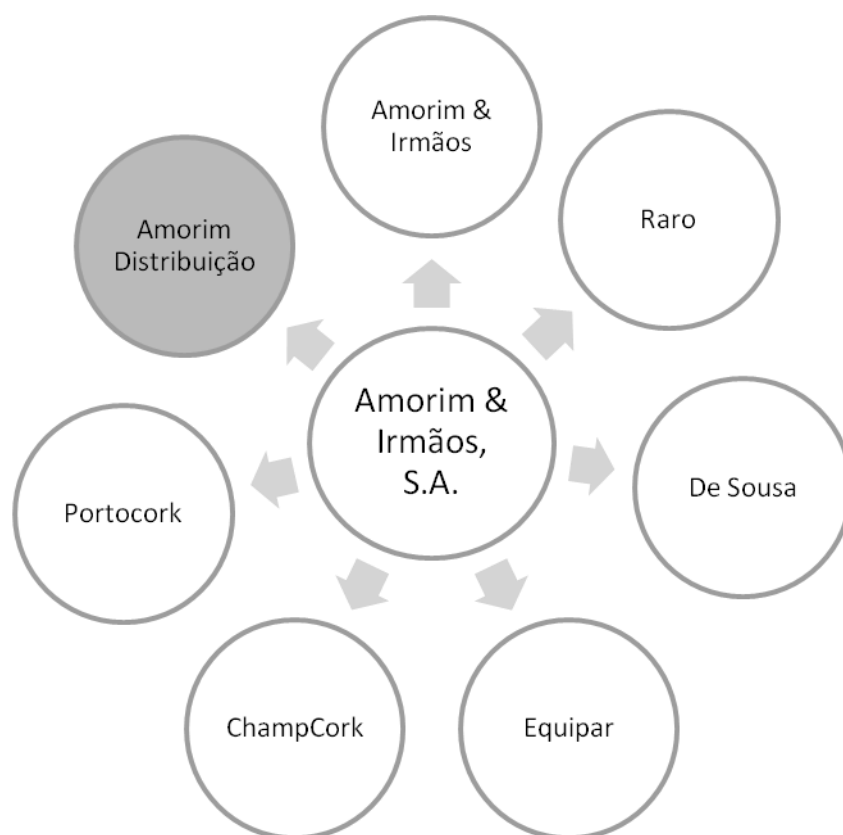 Amorim &
Irmãos
Raro
Amorim
Distribuição
Amorim &
Irmãos,
S.A.
De Sousa
Portocork
ChampCork
Equipar